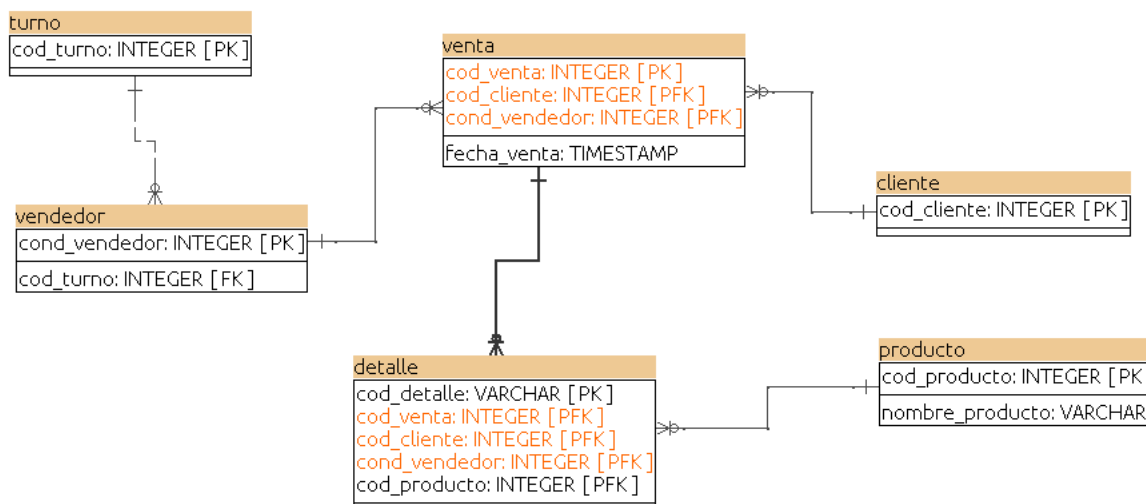 turno
cod_turno: INTEGER [PK]
venta
cod_venta: INTEGER [PK]
cod_cliente: INTEGER [PFK]
cond_vendedor: INTEGER [PFK]
fecha_venta: TIMESTAMP
cliente
cod_cliente: INTEGER [PK]
vendedor
cond_vendedor: INTEGER [PK]
cod_turno: INTEGER [FK]
detalle
cod_detalle: VARCHAR [PK]
cod_venta: INTEGER [PFK]
cod_cliente: INTEGER [PFK]
cond_vendedor: INTEGER [PFK]
cod_producto: INTEGER [PFK]
producto
cod_producto: INTEGER [PK
nombre_producto: VARCHAR